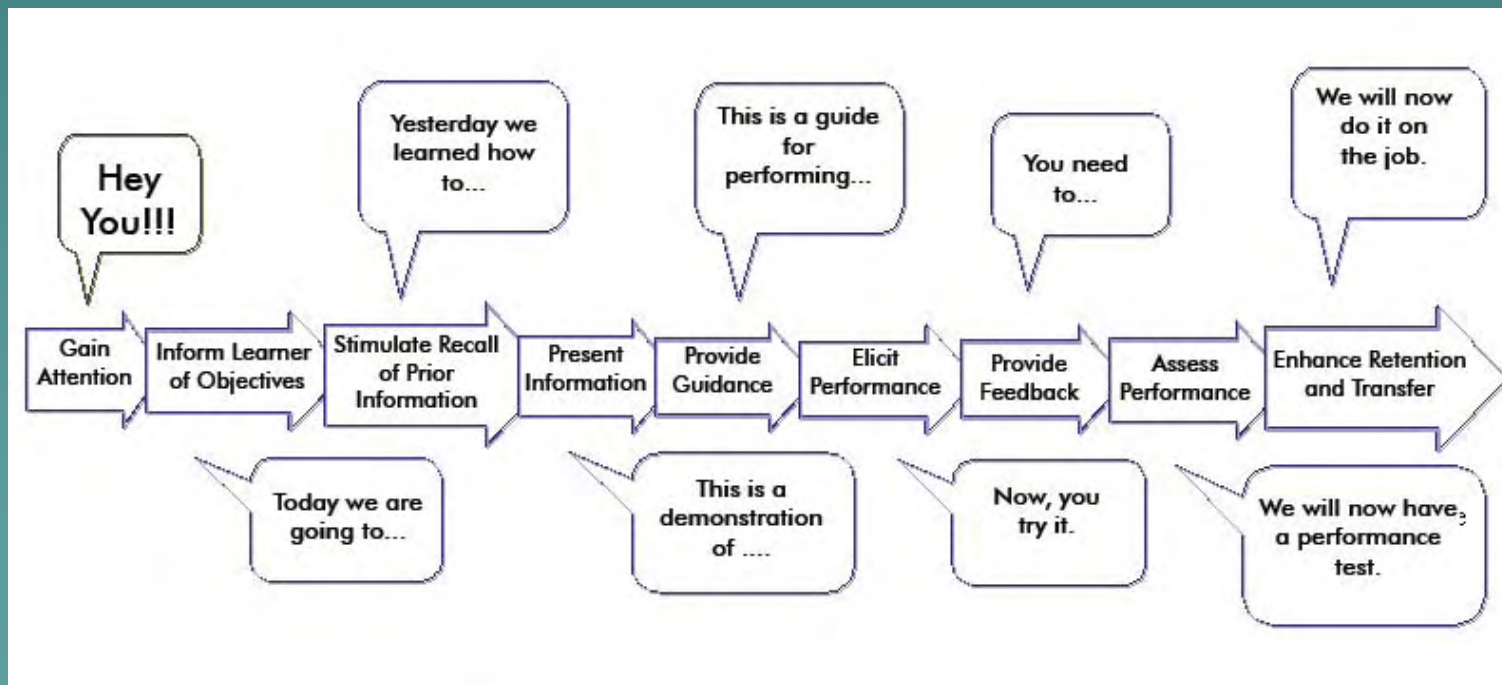 Hey
You!!!
Yesterday we
learned how
to...
This is a guide
for
performing...
You need
to...
We will now
do it on
the job.
Gain
Attention
Inform Learner
of Objectives
Stimulate Recall
of Prior
Information
Present
Information
Provide
Guidance
Elicit
Performance
Provide
Feedback
Assess
Performance
Enhance Retention
and Transfer
Today we are
going to...
This is a
demonstration
of ....
Now, you
try it.
We will now have
a performance
test.